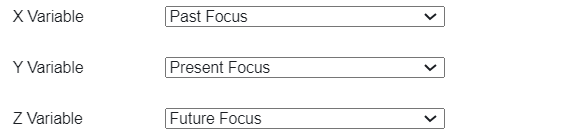 X Variable Past Focus
Y Variable Present Focus
Z Variable Future Focus